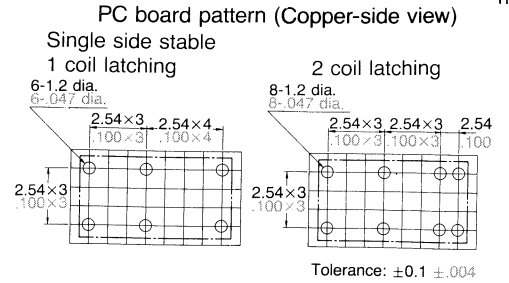 PC board pattern (Copper-side view)
Single side stable
1 coil latching
2 coil latching
6-1.2 dia.
6-.047 dia.
8-1.2 dia.
8-.047 dia.
2.54×3 2.54×4
.100×3 .100×4
2.54×3 2.54×3 2.54
.100×3 .100×3 .100
2.54×3
.100×3
2.54×3
.100×3
Tolerance: ±0.1 ±.004